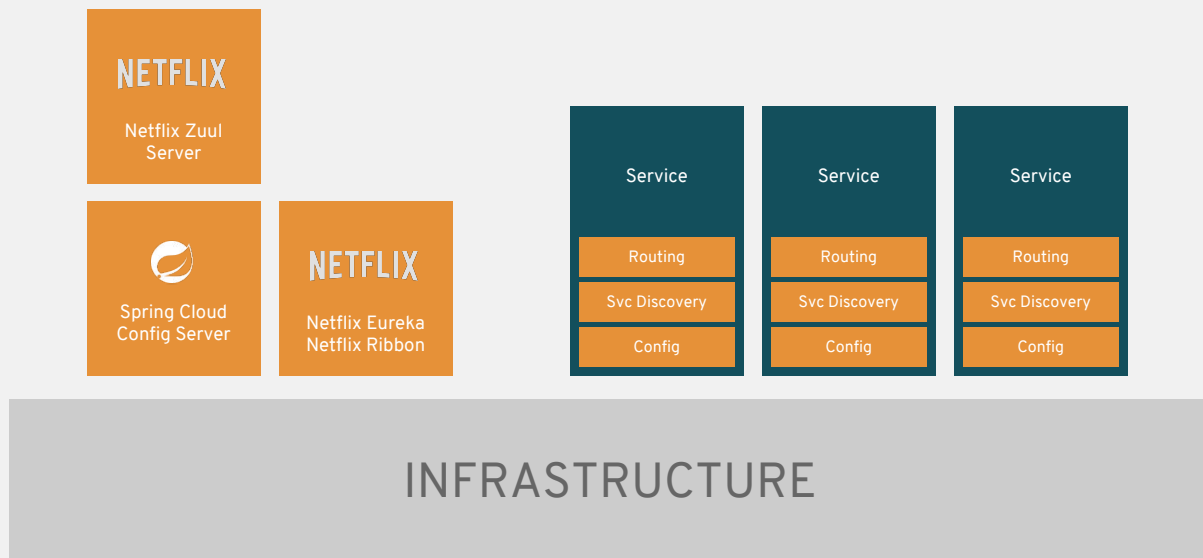 NETFLIX
Netflix Zuul
Server
Spring Cloud
Config Server
NETFLIX
Netflix Eureka
Netflix Ribbon
Service
Routing
Svc Discovery
Config
Service
Routing
Svc Discovery
Config
Service
Routing
Svc Discovery
Config
INFRASTRUCTURE